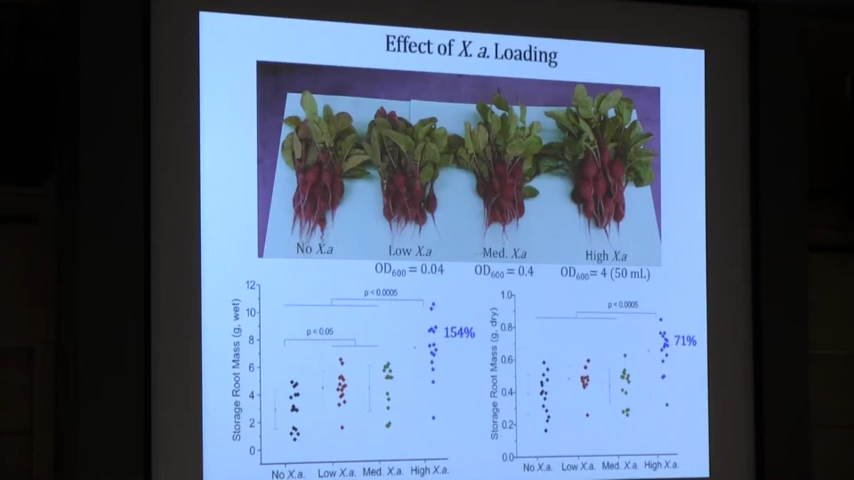 Effect of X. a. Loading
No X.a
Low X.a
Med. X.a
High X.a
OD600 = 0.04
OD600 = 0.4
OD600 = 4 (50 mL)
Storage Root Mass (g, wet)
12
10
8
6
4
2
0
p < 0.0005
p < 0.05
154%
No X.a.
Low X.a.
Med. X.a.
High X.a.
Storage Root Mass (g, dry)
1.0
0.8
0.6
0.4
0.2
0.0
p < 0.0005
71%
No X.a.
Low X.a.
Med. X.a.
High X.a.